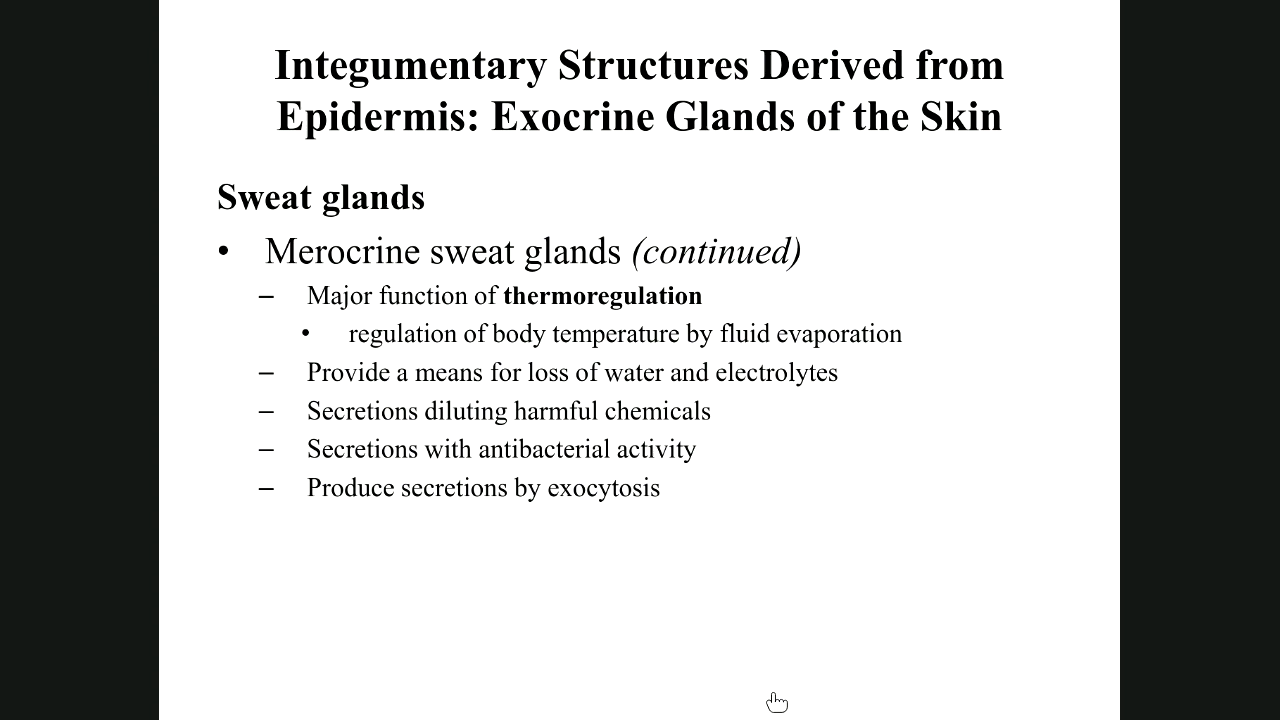 Integumentary Structures Derived from
Epidermis: Exocrine Glands of the Skin
Sweat glands
• Merocrine sweat glands (continued)
– Major function of thermoregulation
• regulation of body temperature by fluid evaporation
– Provide a means for loss of water and electrolytes
– Secretions diluting harmful chemicals
– Secretions with antibacterial activity
– Produce secretions by exocytosis